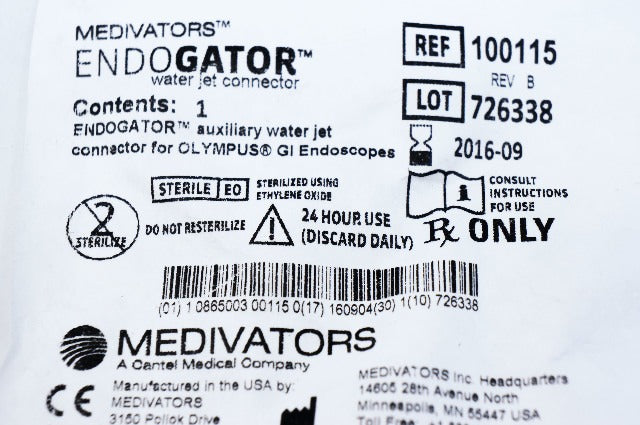 MEDIVATORS™
ENDOGATOR™
water jet connector
Contents: 1
ENDOGATOR™ auxiliary water jet
connector for OLYMPUS® GI Endoscopes
REF 100115
REV B
LOT 726338
2016-09
STERILE EO STERILIZED USING
ETHYLENE OXIDE
i CONSULT
INSTRUCTIONS
FOR USE
2
STERILIZE
DO NOT RESTERILIZE
! 24 HOUR USE
(DISCARD DAILY)
Rx ONLY
(01) 1 0865003 00115 0(17) 160904(30) 1(10) 726338
MEDIVATORS
A Cantel Medical Company
CE
Manufactured in the USA by:
MEDIVATORS
3150 Pollok Drive
MEDIVATORS Inc. Headquarters
14605 28th Avenue North
Minneapolis, MN 55447 USA
Toll Free